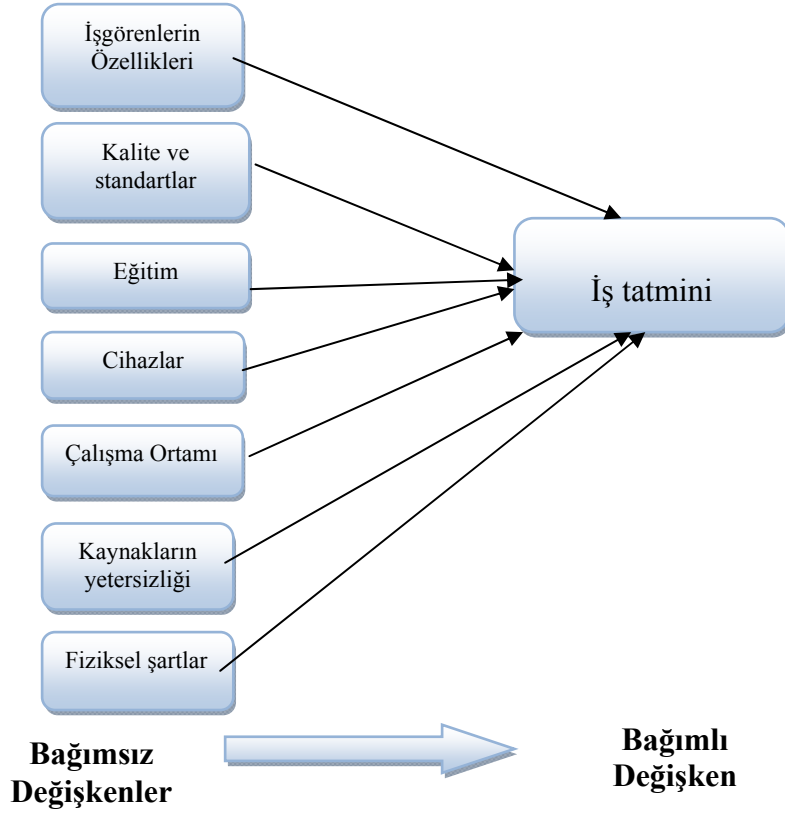 İşgörenlerin
Özellikleri
Kalite ve
standartlar
Eğitim
Cihazlar
Çalışma Ortamı
Kaynakların
yetersizliği
Fiziksel şartlar
İş tatmini
Bağımsız
Değişkenler
Bağımlı
Değişken